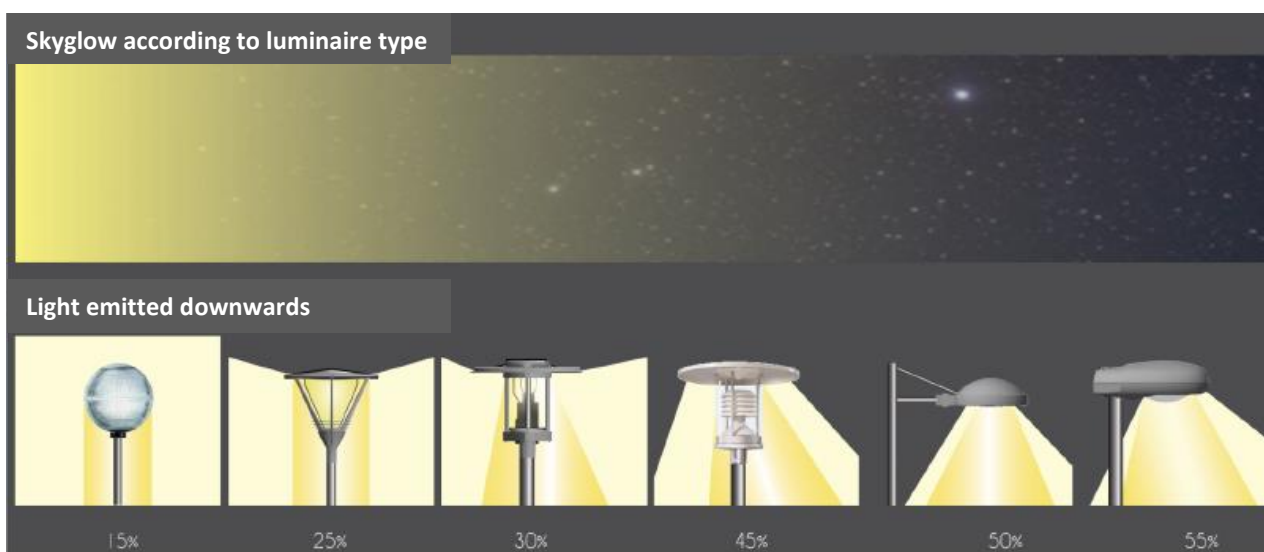 Skyglow according to luminaire type
Light emitted downwards
15% 25% 30% 45% 50% 55%